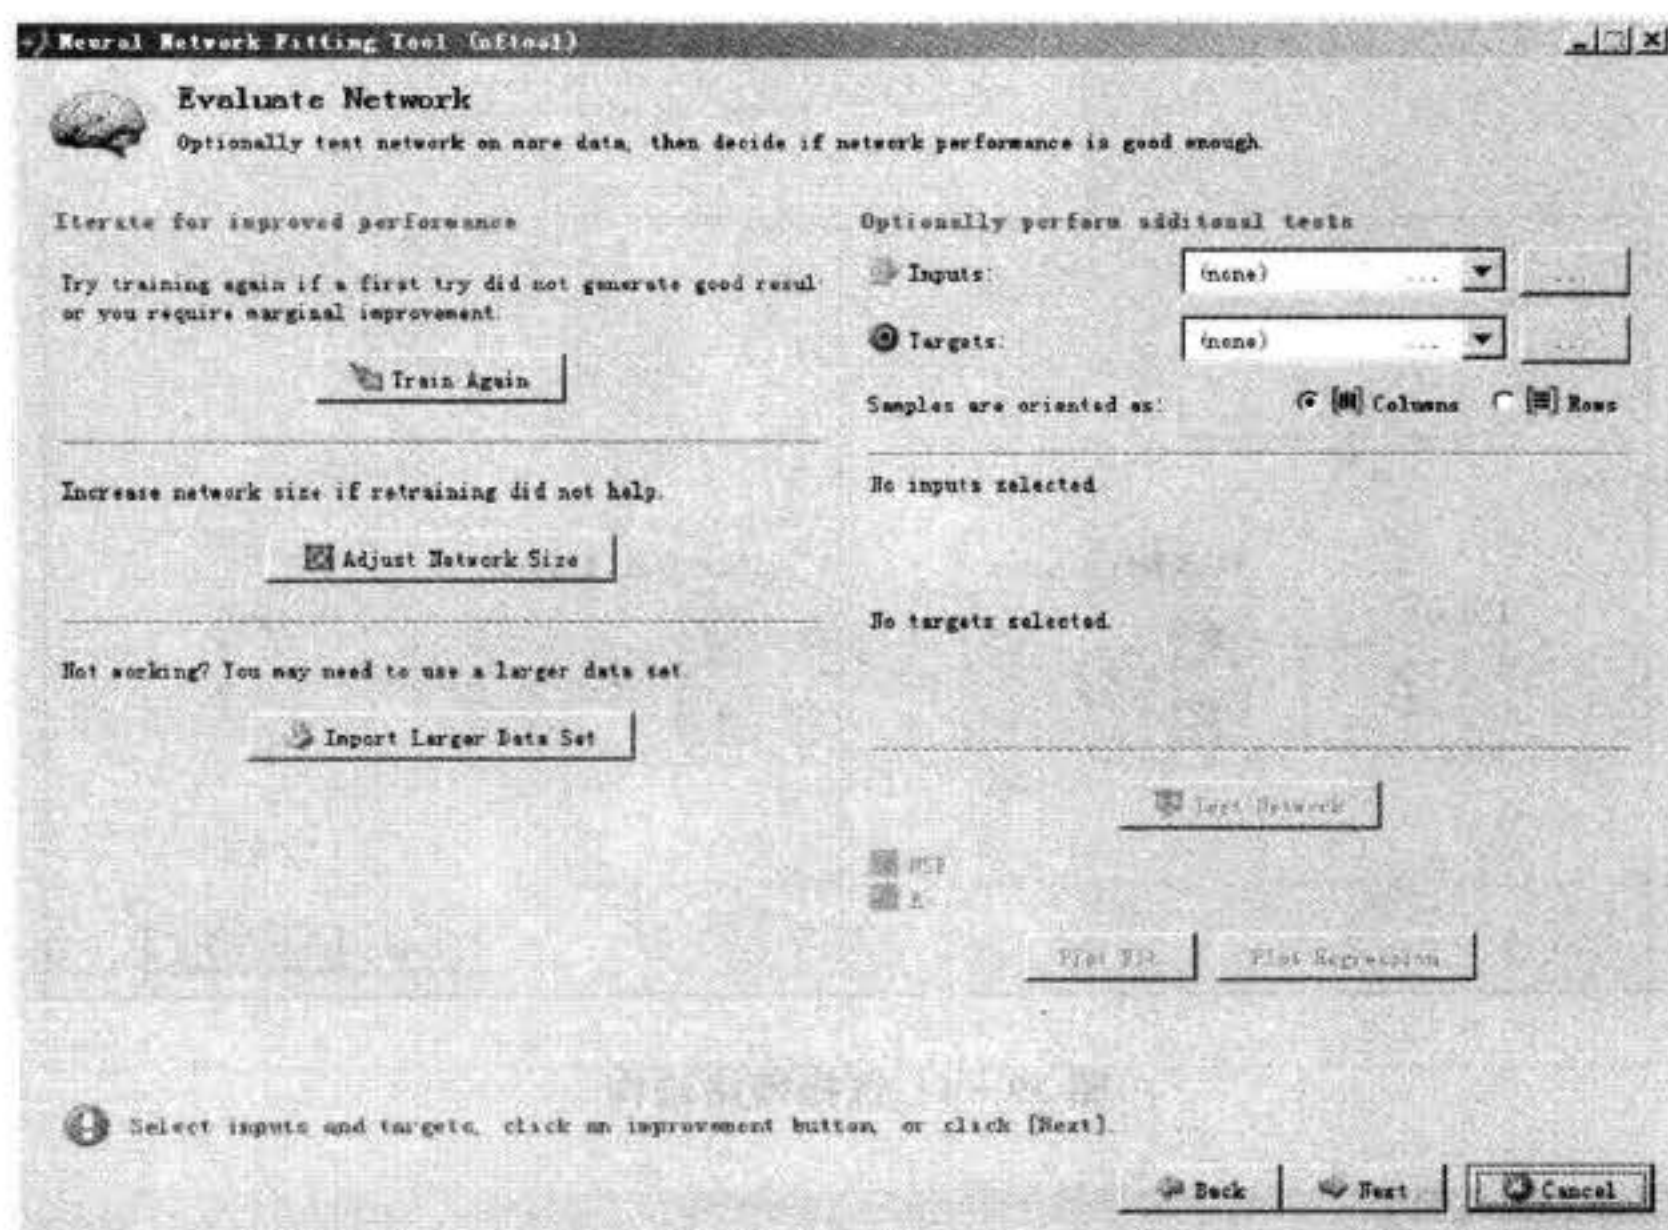 Neural Network Fitting Tool (nftool)
Evaluate Network
Optionally test network on more data, then decide if network performance is good enough.
Iterate for improved performance
Try training again if a first try did not generate good resul
or you require marginal improvement.
Train Again
Increase network size if retraining did not help.
Adjust Network Size
Not working? You may need to use a larger data set.
Import Larger Data Set
Optionally perform additonal tests
Inputs: (none) ... ...
Targets: (none) ... ...
Samples are oriented as: Columns Rows
No inputs selected
No targets selected.
Test Network
MSE
R
Plot Fit Plot Regression
Select inputs and targets, click an improvement button, or click [Next].
Back Next Cancel